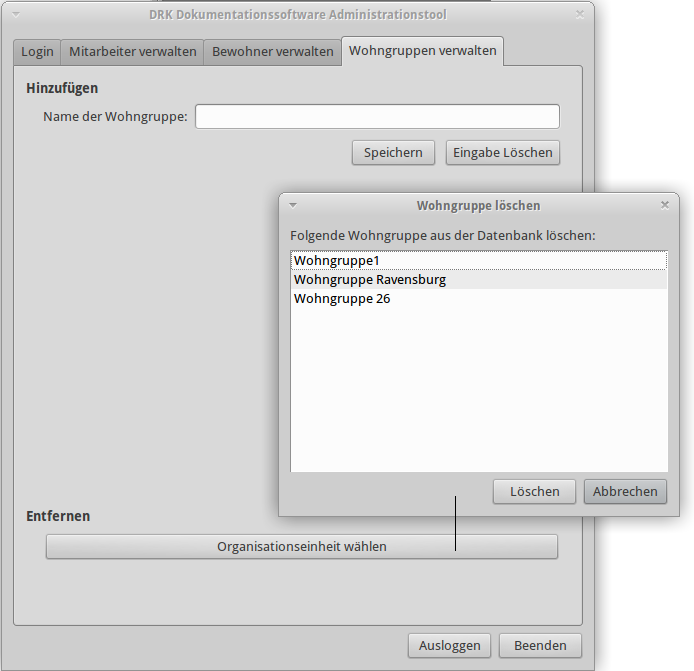 DRK Dokumentationssoftware Administrationstool
Login Mitarbeiter verwalten Bewohner verwalten Wohngruppen verwalten
Hinzufügen
Name der Wohngruppe:
Speichern Eingabe Löschen
Wohngruppe löschen
Folgende Wohngruppe aus der Datenbank löschen:
Wohngruppe1
Wohngruppe Ravensburg
Wohngruppe 26
Löschen Abbrechen
Entfernen
Organisationseinheit wählen
Ausloggen Beenden